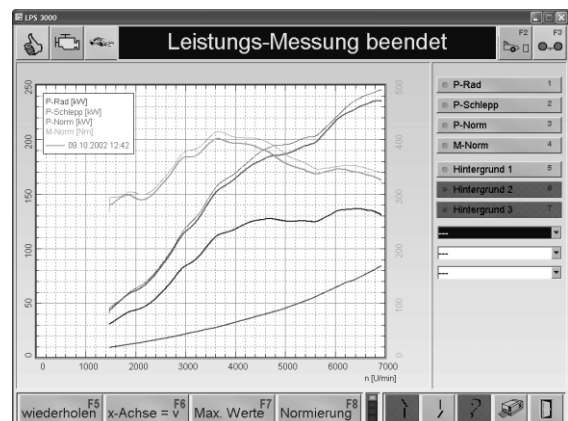 LPS 3000
Leistungs-Messung beendet
F2
F3
P-Rad [kW]
P-Schlepp [kW]
P-Norm [kW]
M-Norm [Nm]
09.10.2002 12:42
250
200
150
100
50
0
500
400
300
200
100
0
0 1000 2000 3000 4000 5000 6000 7000
n [U/min]
P-Rad 1
P-Schlepp 2
P-Norm 3
M-Norm 4
Hintergrund 1 5
Hintergrund 2 6
Hintergrund 3 7
---
---
---
F5 wiederholen
F6 x-Achse = v
F7 Max. Werte
F8 Normierung